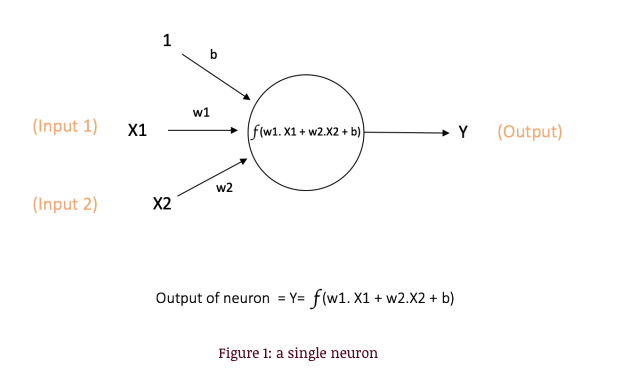 1
b
w1
(Input 1) X1 f(w1. X1 + w2.X2 + b) Y (Output)
w2
(Input 2) X2
Output of neuron = Y= f(w1. X1 + w2.X2 + b)
Figure 1: a single neuron